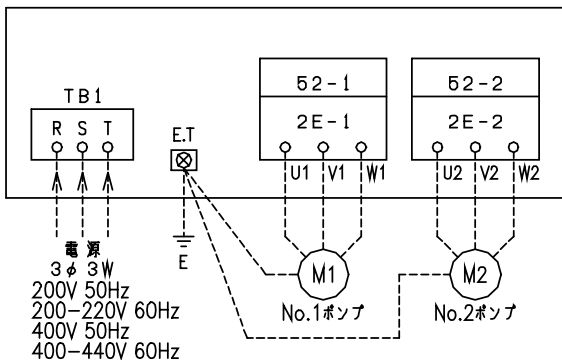 TB1
R S T
E.T
E
52-1
2E-1
U1 V1 W1
52-2
2E-2
U2 V2 W2
M1
No.1ポンプ
M2
No.2ポンプ
電源
3φ3W
200V 50Hz
200-220V 60Hz
400V 50Hz
400-440V 60Hz